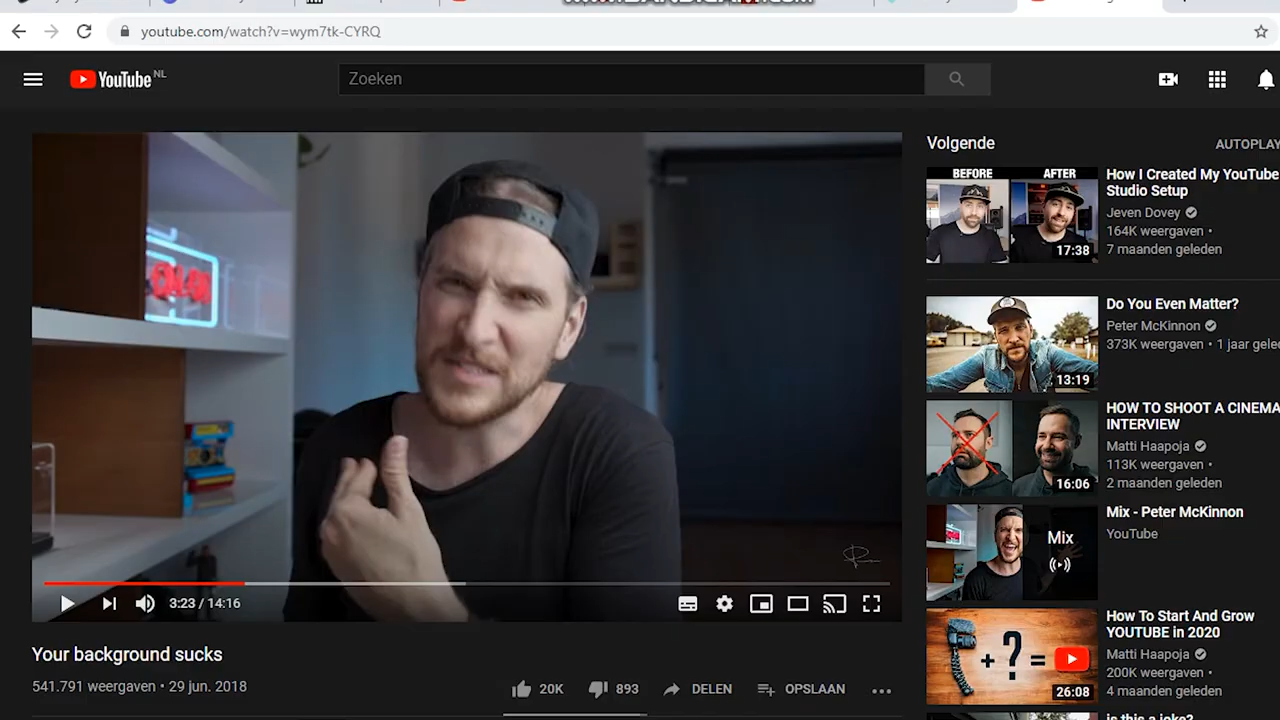 youtube.com/watch?v=wym7tk-CYRQ
YouTube NL
Zoeken
Volgende
AUTOPLAY
BEFORE AFTER
17:38
How I Created My YouTube
Studio Setup
Jeven Dovey
164K weergaven •
7 maanden geleden
13:19
Do You Even Matter?
Peter McKinnon
373K weergaven • 1 jaar gele
16:06
HOW TO SHOOT A CINEMA
INTERVIEW
Matti Haapoja
113K weergaven •
2 maanden geleden
Mix
Mix - Peter McKinnon
YouTube
+ ? =
26:08
How To Start And Grow
YOUTUBE in 2020
Matti Haapoja
200K weergaven •
4 maanden geleden
is this a joke?
3:23 / 14:16
Your background sucks
541.791 weergaven • 29 jun. 2018
20K
893
DELEN
OPSLAAN